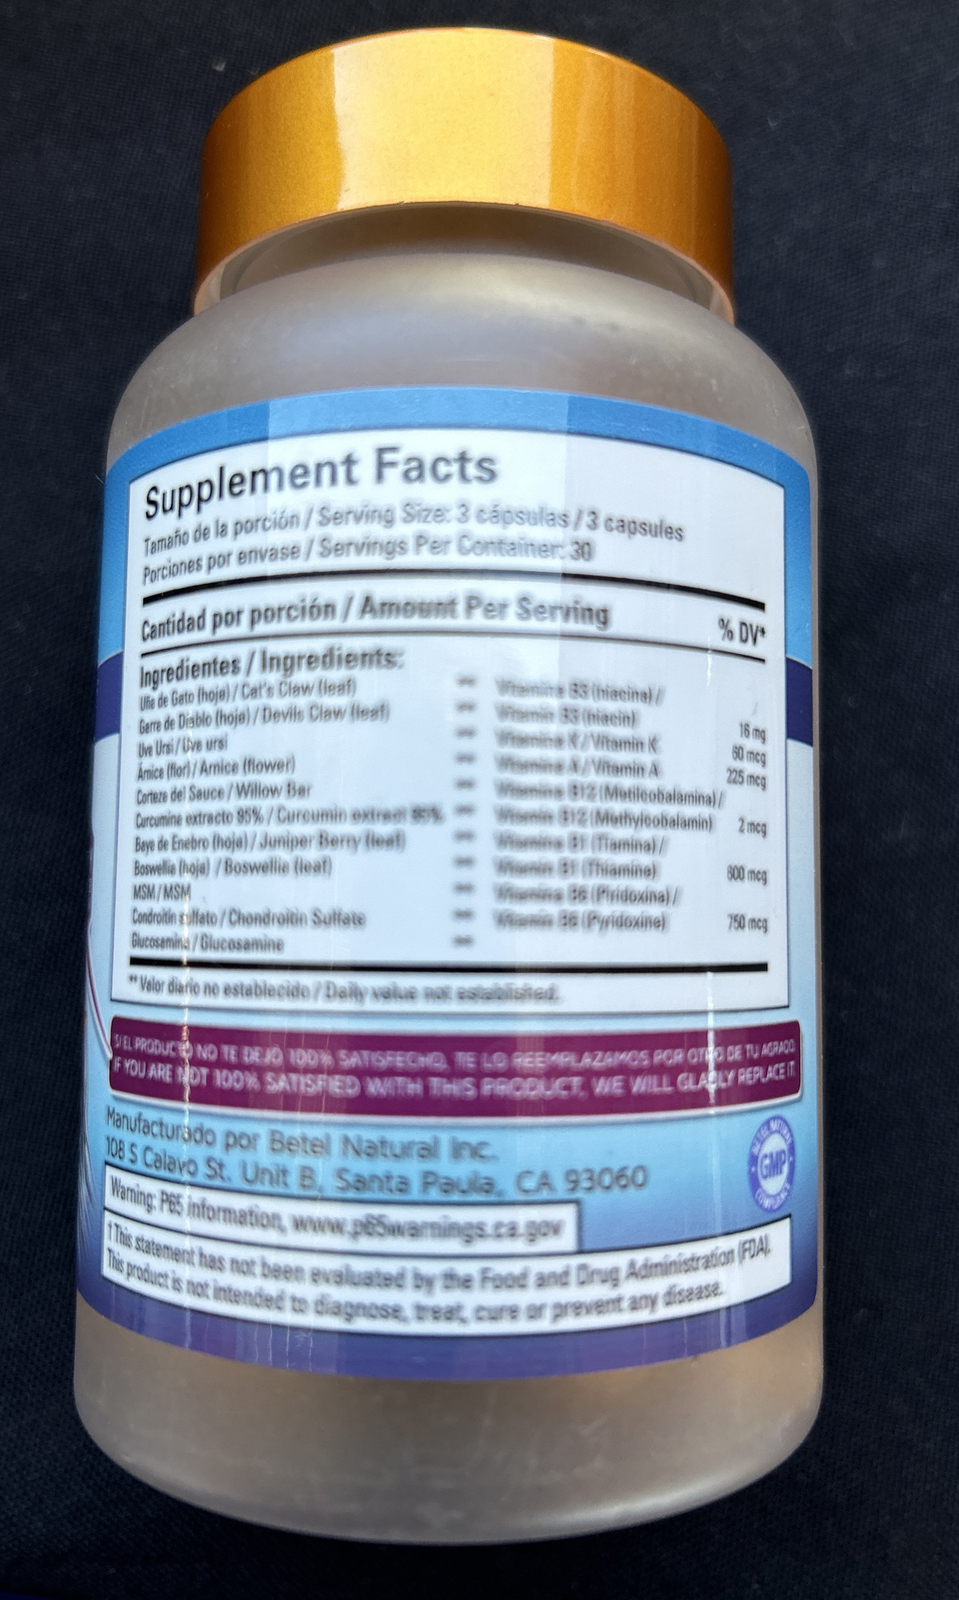 Supplement Facts
Tamaño de la porción / Serving Size: 3 cápsulas / 3 capsules
Porciones por envase / Servings Per Container: 30
Cantidad por porción / Amount Per Serving
% DV*
Ingredientes / Ingredients:
Uña de Gato (hoja) / Cat's Claw (leaf) **
Garra de Diablo (hoja) / Devils Claw (leaf) **
Uva Ursi / Uva ursi **
Árnica (flor) / Arnica (flower) **
Corteza del Sauce / Willow Bar **
Curcumina extracto 95% / Curcumin extract 95% **
Baya de Enebro (hoja) / Juniper Berry (leaf) **
Boswellia (hoja) / Boswellia (leaf) **
MSM / MSM **
Condroitín sulfato / Chondroitin Sulfate **
Glucosamina / Glucosamine **
Vitamina B3 (niacina) /
Vitamin B3 (niacin) 16 mg
Vitamina K / Vitamin K 60 mcg
Vitamina A / Vitamin A 225 mcg
Vitamina B12 (Metilcobalamina) /
Vitamin B12 (Methylcobalamin) 2 mcg
Vitamina B1 (Tiamina) /
Vitamin B1 (Thiamine) 600 mcg
Vitamina B6 (Piridoxina) /
Vitamin B6 (Pyridoxine) 750 mcg
** Valor diario no establecido / Daily value not established.
SI EL PRODUCTO NO TE DEJÓ 100% SATISFECHO, TE LO REEMPLAZAMOS POR OTRO DE TU AGRADO.
IF YOU ARE NOT 100% SATISFIED WITH THIS PRODUCT, WE WILL GLADLY REPLACE IT.
Manufacturado por Betel Natural Inc.
108 S Calavo St. Unit B, Santa Paula, CA 93060
BETEL NATURAL
GMP
COMPLIANCE
Warning: P65 information, www.p65warnings.ca.gov
† This statement has not been evaluated by the Food and Drug Administration (FDA).
This product is not intended to diagnose, treat, cure or prevent any disease.